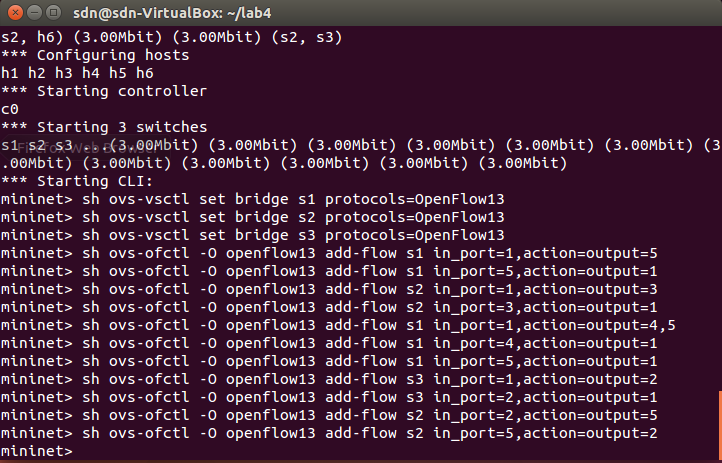 sdn@sdn-VirtualBox: ~/lab4
s2, h6) (3.00Mbit) (3.00Mbit) (s2, s3)
*** Configuring hosts
h1 h2 h3 h4 h5 h6
*** Starting controller
c0
*** Starting 3 switches
s1 s2 s3 ...(3.00Mbit) (3.00Mbit) (3.00Mbit) (3.00Mbit) (3.00Mbit) (3.00Mbit) (3
.00Mbit) (3.00Mbit) (3.00Mbit) (3.00Mbit) (3.00Mbit) (3.00Mbit)
Firefox Web Browser
*** Starting CLI:
mininet> sh ovs-vsctl set bridge s1 protocols=OpenFlow13
mininet> sh ovs-vsctl set bridge s2 protocols=OpenFlow13
mininet> sh ovs-vsctl set bridge s3 protocols=OpenFlow13
mininet> sh ovs-ofctl -O openflow13 add-flow s1 in_port=1,action=output=5
mininet> sh ovs-ofctl -O openflow13 add-flow s1 in_port=5,action=output=1
mininet> sh ovs-ofctl -O openflow13 add-flow s2 in_port=1,action=output=3
mininet> sh ovs-ofctl -O openflow13 add-flow s2 in_port=3,action=output=1
mininet> sh ovs-ofctl -O openflow13 add-flow s1 in_port=1,action=output=4,5
mininet> sh ovs-ofctl -O openflow13 add-flow s1 in_port=4,action=output=1
mininet> sh ovs-ofctl -O openflow13 add-flow s1 in_port=5,action=output=1
mininet> sh ovs-ofctl -O openflow13 add-flow s3 in_port=1,action=output=2
mininet> sh ovs-ofctl -O openflow13 add-flow s3 in_port=2,action=output=1
mininet> sh ovs-ofctl -O openflow13 add-flow s2 in_port=2,action=output=5
mininet> sh ovs-ofctl -O openflow13 add-flow s2 in_port=5,action=output=2
mininet>